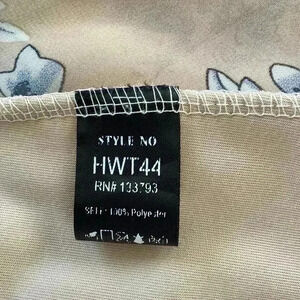 STYLE NO
HWT44
RN# 133793
SELF: 100% Polyester